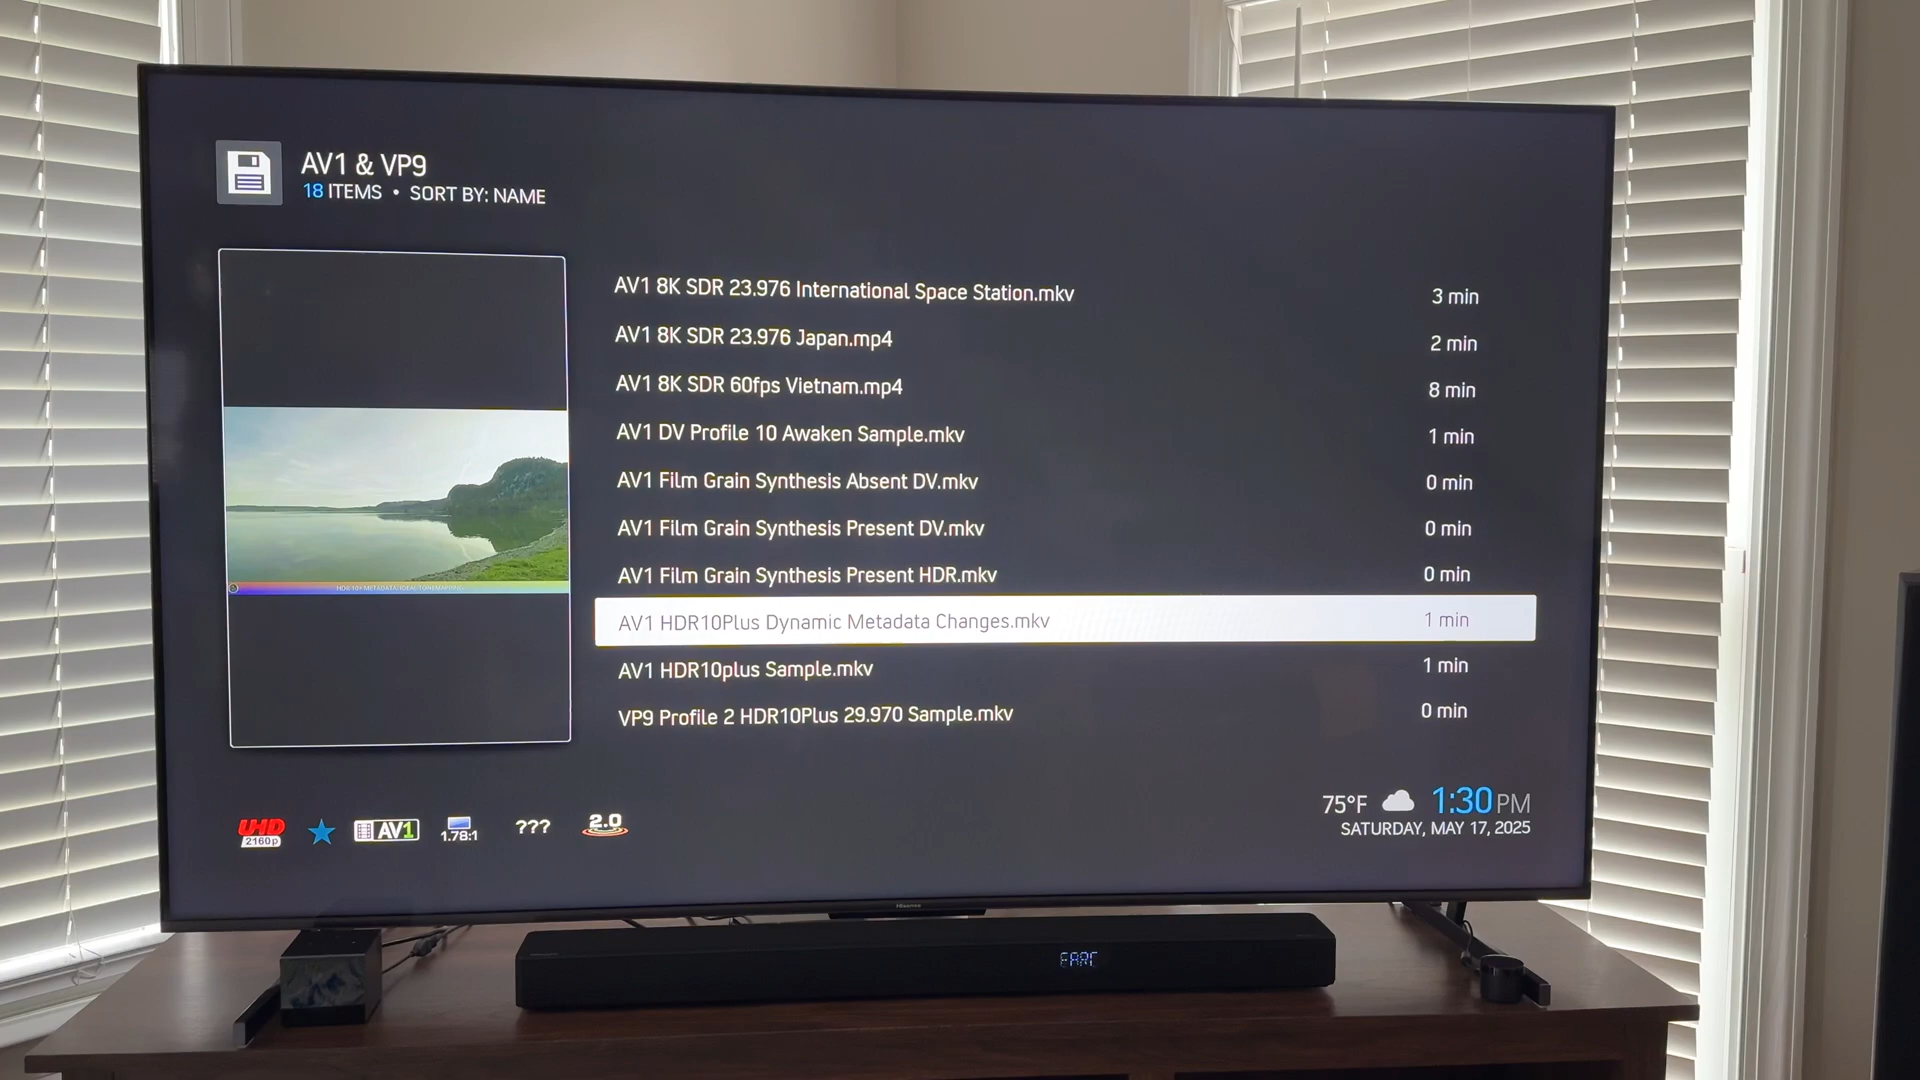 AV1 & VP9
18 ITEMS • SORT BY: NAME
AV1 8K SDR 23.976 International Space Station.mkv 3 min
AV1 8K SDR 23.976 Japan.mp4 2 min
AV1 8K SDR 60fps Vietnam.mp4 8 min
AV1 DV Profile 10 Awaken Sample.mkv 1 min
AV1 Film Grain Synthesis Absent DV.mkv 0 min
AV1 Film Grain Synthesis Present DV.mkv 0 min
AV1 Film Grain Synthesis Present HDR.mkv 0 min
AV1 HDR10Plus Dynamic Metadata Changes.mkv 1 min
AV1 HDR10plus Sample.mkv 1 min
VP9 Profile 2 HDR10Plus 29.970 Sample.mkv 0 min
75°F 1:30 PM
SATURDAY, MAY 17, 2025
UHD
2160p
AV1
1.78:1
???
2.0
Hisense
EARC